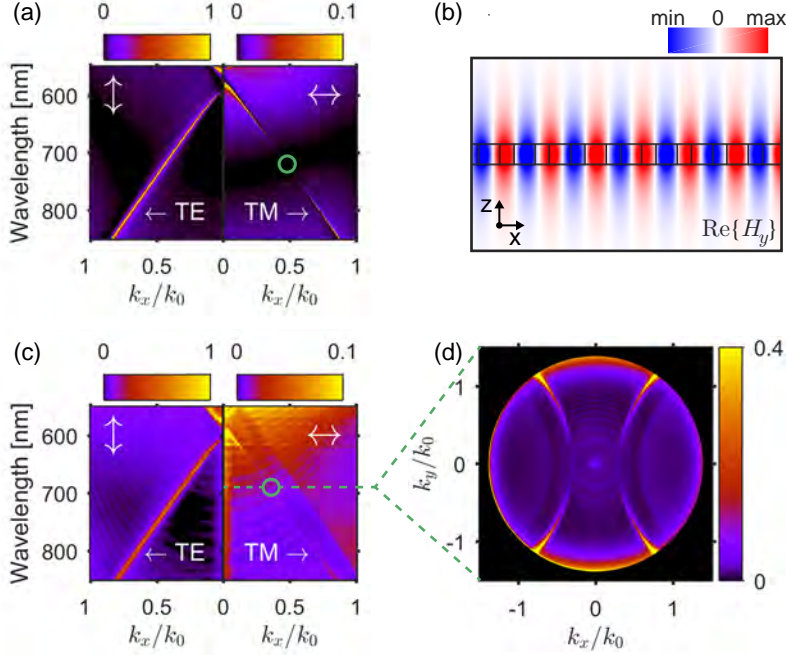 (a)
0 1 0 0.1
Wavelength [nm]
600
700
800
← TE TM →
1 0.5 0 0.5 1
k_x/k_0 k_x/k_0
(b)
min 0 max
z
x
Re{H_y}
(c)
0 1 0 0.1
Wavelength [nm]
600
700
800
← TE TM →
1 0.5 0 0.5 1
k_x/k_0 k_x/k_0
(d)
0.4
0
k_y/k_0
1
0
-1
-1 0 1
k_x/k_0